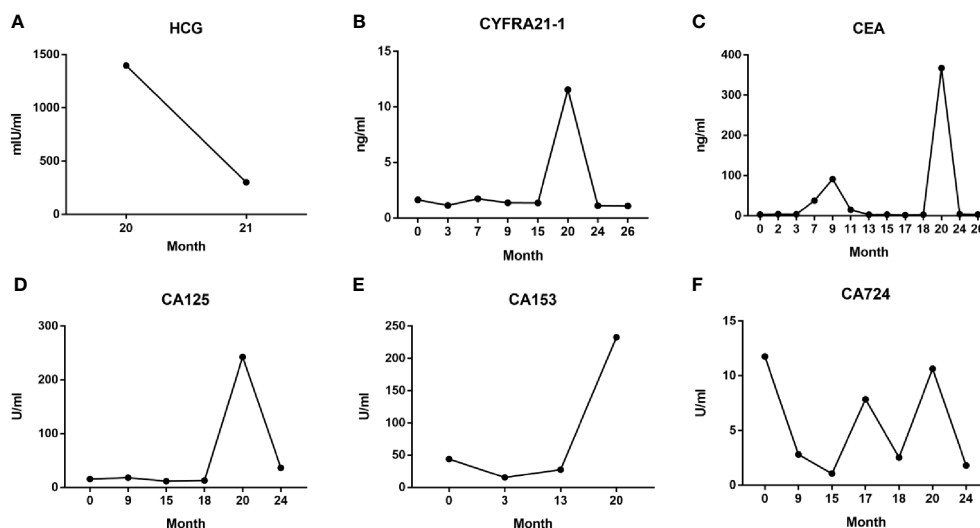 A
HCG
1500
1000
500
0
mIU/ml
20 21
Month
B
CYFRA21-1
15
10
5
0
ng/ml
0 3 7 9 15 20 24 26
Month
C
CEA
400
300
200
100
0
ng/ml
0 2 3 7 9 11 13 15 17 18 20 24 26
Month
D
CA125
300
200
100
0
U/ml
0 9 15 18 20 24
Month
E
CA153
250
200
150
100
50
0
U/ml
0 3 13 20
Month
F
CA724
15
10
5
0
U/ml
0 9 15 17 18 20 24
Month